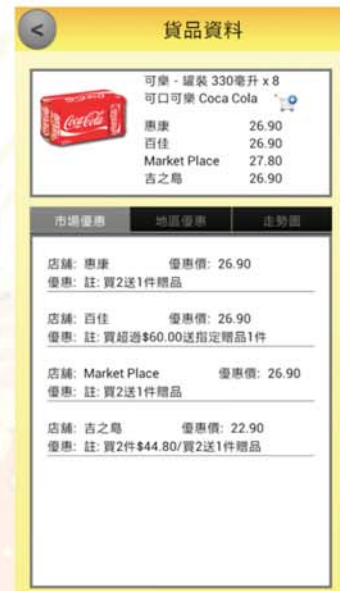 <
貨品資料
可樂 - 罐裝 330毫升 x 8
可口可樂 Coca Cola
Coca-Cola
惠康 26.90
百佳 26.90
Market Place 27.80
吉之島 26.90
市場優惠 地區優惠 走勢圖
店舖: 惠康 優惠價: 26.90
優惠: 註: 買2送1件贈品
店舖: 百佳 優惠價: 26.90
優惠: 註: 買超過$60.00送指定贈品1件
店舖: Market Place 優惠價: 26.90
優惠: 註: 買2送1件贈品
店舖: 吉之島 優惠價: 22.90
優惠: 註: 買2件$44.80/買2送1件贈品